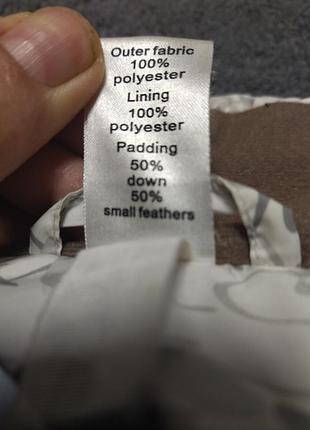 Outer fabric
100%
polyester
Lining
100%
polyester
Padding
50%
down
50%
small feathers